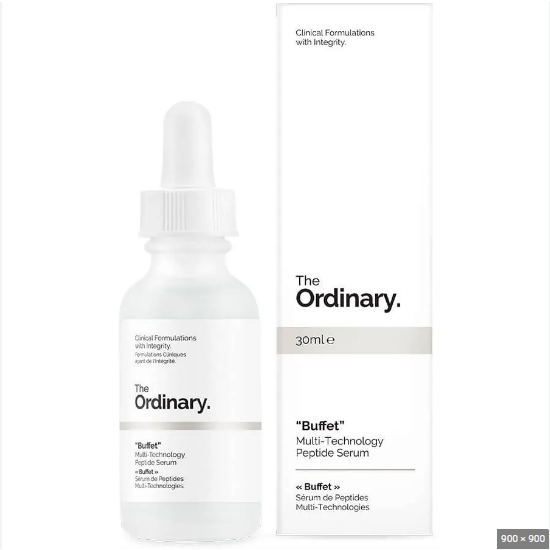 Clinical Formulations
with Integrity.
The
Ordinary.
30ml e
"Buffet"
Multi-Technology
Peptide Serum
« Buffet »
Sérum de Peptides
Multi-Technologies
Clinical Formulations
with Integrity.
Formulations Cliniques
ayant de l'intégrité.
The
Ordinary.
"Buffet"
Multi-Technology
Peptide Serum
« Buffet »
Sérum de Peptides
Multi-Technologies
900 × 900